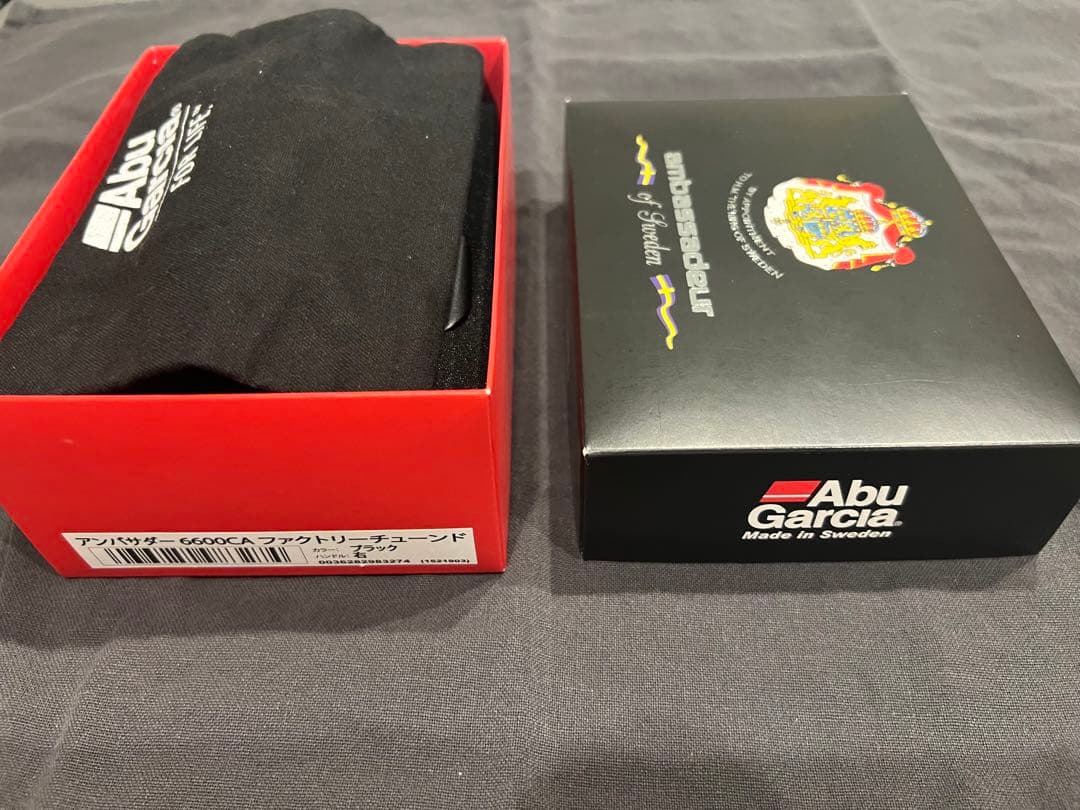 Abu
Garcia
FOR LIFE™
アンバサダー 6600CA ファクトリーチューンド
カラー: ブラック
ハンドル: 右
0036282983274 (1521903)
ambassadeur
of Sweden
BY APPOINTMENT
TO H.M. THE KING OF SWEDEN
Abu
Garcia®
Made in Sweden